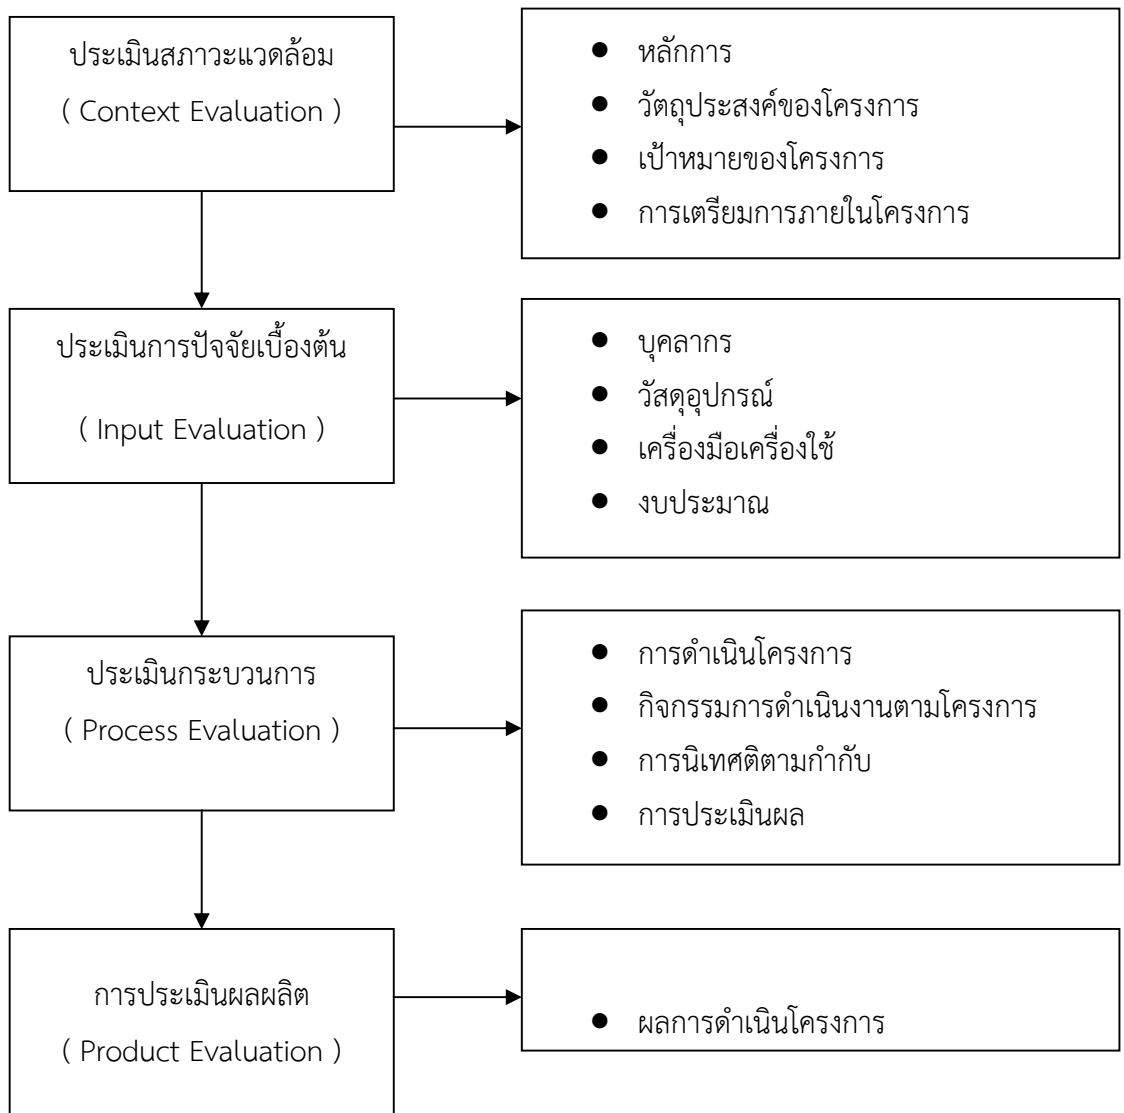 ประเมินสภาวะแวดล้อม
( Context Evaluation )
● หลักการ
● วัตถุประสงค์ของโครงการ
● เป้าหมายของโครงการ
● การเตรียมการภายในโครงการ
ประเมินการปัจจัยเบื้องต้น
( Input Evaluation )
● บุคลากร
● วัสดุอุปกรณ์
● เครื่องมือเครื่องใช้
● งบประมาณ
ประเมินกระบวนการ
( Process Evaluation )
● การดำเนินโครงการ
● กิจกรรมการดำเนินงานตามโครงการ
● การนิเทศติตามกำกับ
● การประเมินผล
การประเมินผลผลิต
( Product Evaluation )
● ผลการดำเนินโครงการ